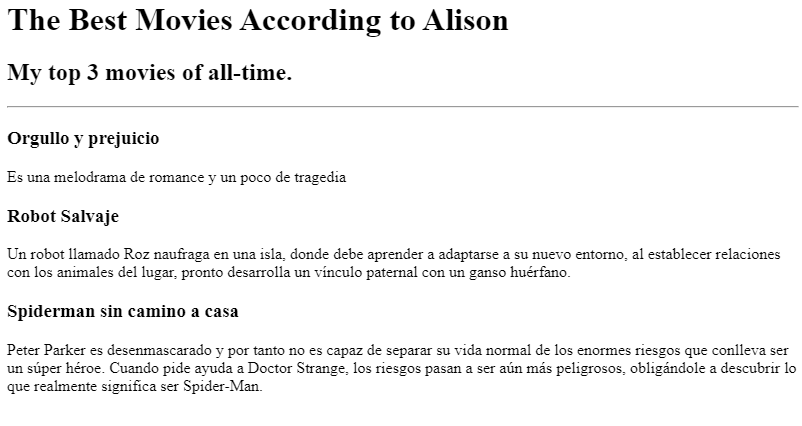 The Best Movies According to Alison
My top 3 movies of all-time.
Orgullo y prejuicio
Es una melodrama de romance y un poco de tragedia
Robot Salvaje
Un robot llamado Roz naufraga en una isla, donde debe aprender a adaptarse a su nuevo entorno, al establecer relaciones
con los animales del lugar, pronto desarrolla un vínculo paternal con un ganso huérfano.
Spiderman sin camino a casa
Peter Parker es desenmascarado y por tanto no es capaz de separar su vida normal de los enormes riesgos que conlleva ser
un súper héroe. Cuando pide ayuda a Doctor Strange, los riesgos pasan a ser aún más peligrosos, obligándole a descubrir lo
que realmente significa ser Spider-Man.